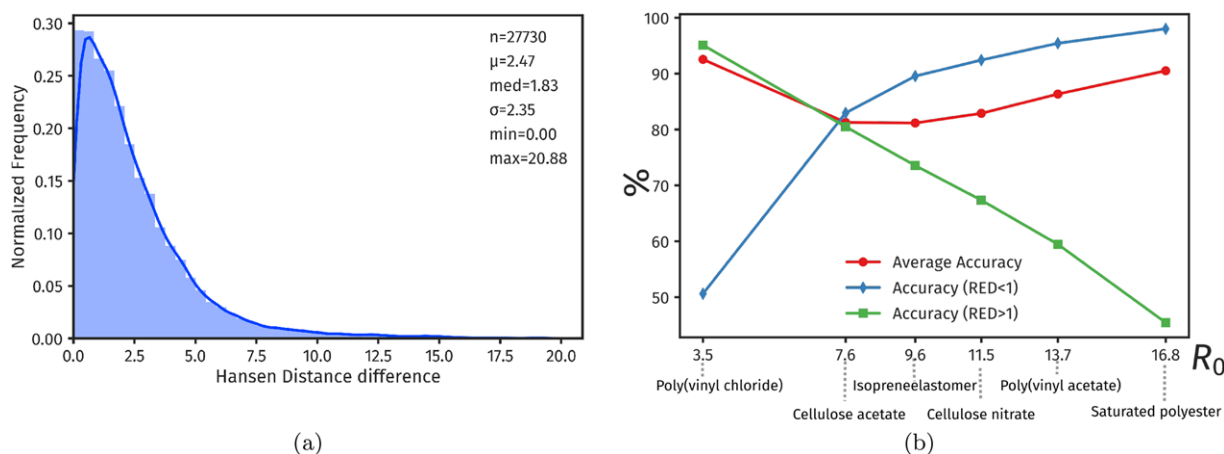 0.30
0.25
0.20
0.15
0.10
0.05
0.00
Normalized Frequency
n=27730
μ=2.47
med=1.83
σ=2.35
min=0.00
max=20.88
0.0 2.5 5.0 7.5 10.0 12.5 15.0 17.5 20.0
Hansen Distance difference
(a)
100
90
80
70
60
50
%
Average Accuracy
Accuracy (RED<1)
Accuracy (RED>1)
3.5 7.6 9.6 11.5 13.7 16.8 R0
Poly(vinyl chloride) Isopreneelastomer Poly(vinyl acetate)
Cellulose acetate Cellulose nitrate Saturated polyester
(b)